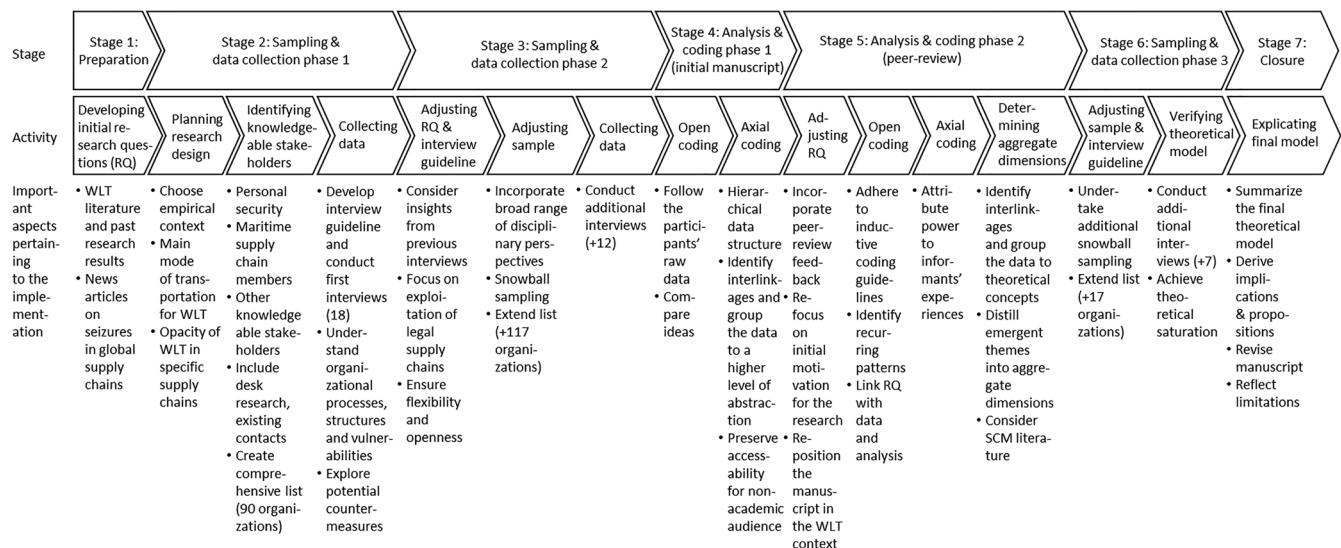 Stage
Stage 1:
Preparation
Stage 2: Sampling &
data collection phase 1
Stage 3: Sampling &
data collection phase 2
Stage 4: Analysis &
coding phase 1
(initial manuscript)
Stage 5: Analysis & coding phase 2
(peer-review)
Stage 6: Sampling &
data collection phase 3
Stage 7:
Closure
Activity
Developing
initial re-
search ques-
tions (RQ)
Planning
research
design
Identifying
knowledge-
able stake-
holders
Collecting
data
Adjusting
RQ &
interview
guideline
Adjusting
sample
Collecting
data
Open
coding
Axial
coding
Ad-
justing
RQ
Open
coding
Axial
coding
Deter-
mining
aggregate
dimensions
Adjusting
sample &
interview
guideline
Verifying
theoretical
model
Explicating
final model
Import-
ant
aspects
pertain-
ing
to the
imple-
ment-
ation
• WLT
literature
and past
research
results
• News
articles
on
seizures
in global
supply
chains
• Choose
empirical
context
• Main
mode
of trans-
portation
for WLT
• Opacity of
WLT in
specific
supply
chains
• Personal
security
• Maritime
supply
chain
members
• Other
knowledge
able stake-
holders
• Include
desk
research,
existing
contacts
• Create
compre-
hensive list
(90 organi-
zations)
• Develop
interview
guideline
and
conduct
first
interviews
(18)
• Under-
stand
organi-
zational
processes,
structures
and vulner-
abilities
• Explore
potential
counter-
measures
• Consider
insights
from
previous
interviews
• Focus on
exploi-
tation of
legal
supply
chains
• Ensure
flexibility
and
openness
• Incorporate
broad range
of discipli-
nary pers-
pectives
• Snowball
sampling
• Extend list
(+117
organi-
zations)
• Conduct
additional
interviews
(+12)
• Follow
the
partici-
pants’
raw
data
• Com-
pare
ideas
• Hierar-
chical
data
structure
• Identify
interlink-
ages and
group
the data
to a
higher
level of
abstrac-
tion
• Preserve
access-
ability
for non-
academic
audience
• Incor-
porate
peer-
review
feed-
back
• Re-
focus
on
initial
moti-
vation
for the
research
• Re-
position
the
manus-
cript in
the WLT
context
• Adhere
to
induc-
tive
coding
guide-
lines
• Identify
recur-
ring
patterns
• Link RQ
with
data
and
analysis
• Attri-
bute
power
to
infor-
mants’
expe-
riences
• Identify
interlink-
ages
and group
the data to
theoretical
concepts
• Distill
emergent
themes
into aggre-
gate
dimensions
• Consider
SCM litera-
ture
• Under-
take
additional
snowball
sampling
• Extend list
(+17
organi-
zations)
• Conduct
addi-
tional
inter-
views (+7)
• Achieve
theo-
retical
saturation
• Summarize
the final
theoretical
model
• Derive
impli-
cations
& propo-
sitions
• Revise
manuscript
• Reflect
limitations